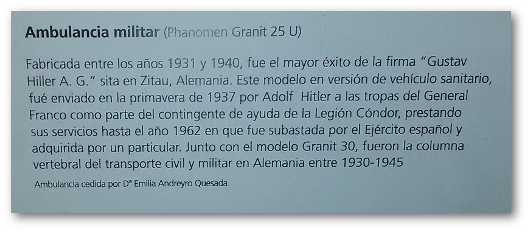 Ambulancia militar (Phanomen Granit 25 U)
Fabricada entre los años 1931 y 1940, fue el mayor éxito de la firma “Gustav
Hiller A. G.” sita en Zitau, Alemania. Este modelo en versión de vehículo sanitario,
fué enviado en la primavera de 1937 por Adolf Hitler a las tropas del General
Franco como parte del contingente de ayuda de la Legión Cóndor, prestando
sus servicios hasta el año 1962 en que fue subastada por el Ejército español y
adquirida por un particular. Junto con el modelo Granit 30, fueron la columna
vertebral del transporte civil y militar en Alemania entre 1930-1945
Ambulancia cedida por Dª Emilia Andreyro Quesada